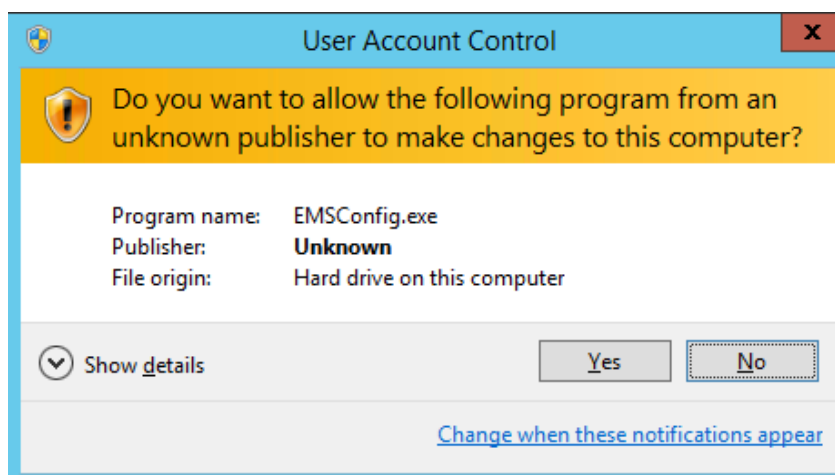 User Account Control
x
Do you want to allow the following program from an
unknown publisher to make changes to this computer?
Program name: EMSConfig.exe
Publisher: Unknown
File origin: Hard drive on this computer
Show details
Yes
No
Change when these notifications appear